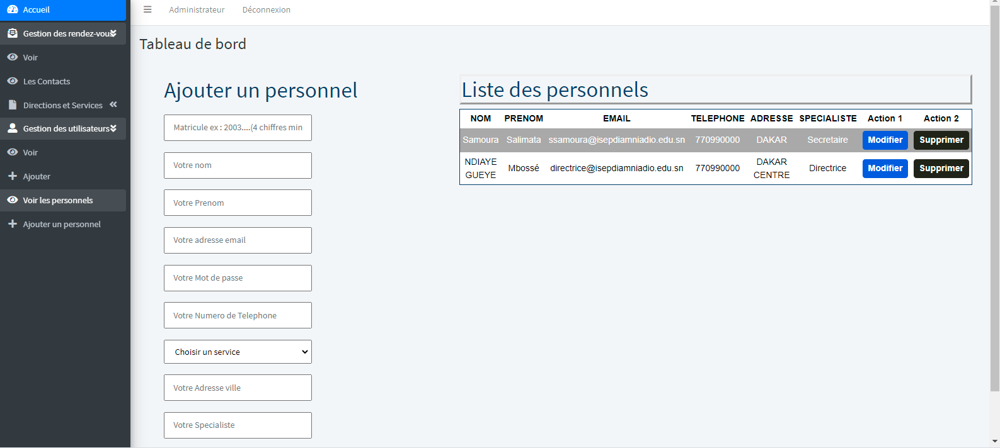 Accueil
Gestion des rendez-vous
Voir
Les Contacts
Directions et Services
Gestion des utilisateurs
Voir
Ajouter
Voir les personnels
Ajouter un personnel
Administrateur Déconnexion
Tableau de bord
Ajouter un personnel
Matricule ex : 2003....(4 chiffres min
Votre nom
Votre Prenom
Votre adresse email
Votre Mot de passe
Votre Numero de Telephone
Choisir un service
Votre Adresse ville
Votre Specialiste
Liste des personnels
NOM PRENOM EMAIL TELEPHONE ADRESSE SPECIALISTE Action 1 Action 2
Samoura Salimata ssamoura@isepdiamniadio.edu.sn 770990000 DAKAR Secretaire Modifier Supprimer
NDIAYE GUEYE Mbossé directrice@isepdiamniadio.edu.sn 770990000 DAKAR CENTRE Directrice Modifier Supprimer